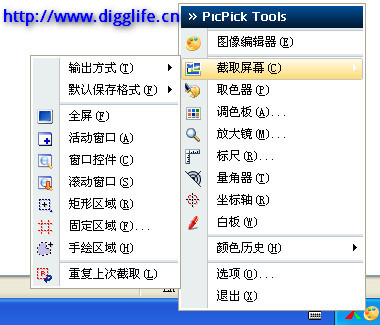 http://www.digglife.cn
» PicPick Tools
图像编辑器(E)
截取屏幕(C)
取色器(P)
调色板(A)...
放大镜(M)...
标尺(R)...
量角器(T)
坐标轴(R)
白板(W)
颜色历史(H)
选项(O)...
退出(X)
输出方式(T)
默认保存格式(F)
全屏(F)
活动窗口(A)
窗口控件(C)
滚动窗口(S)
矩形区域(R)
固定区域(F)...
手绘区域(H)
重复上次截取(L)